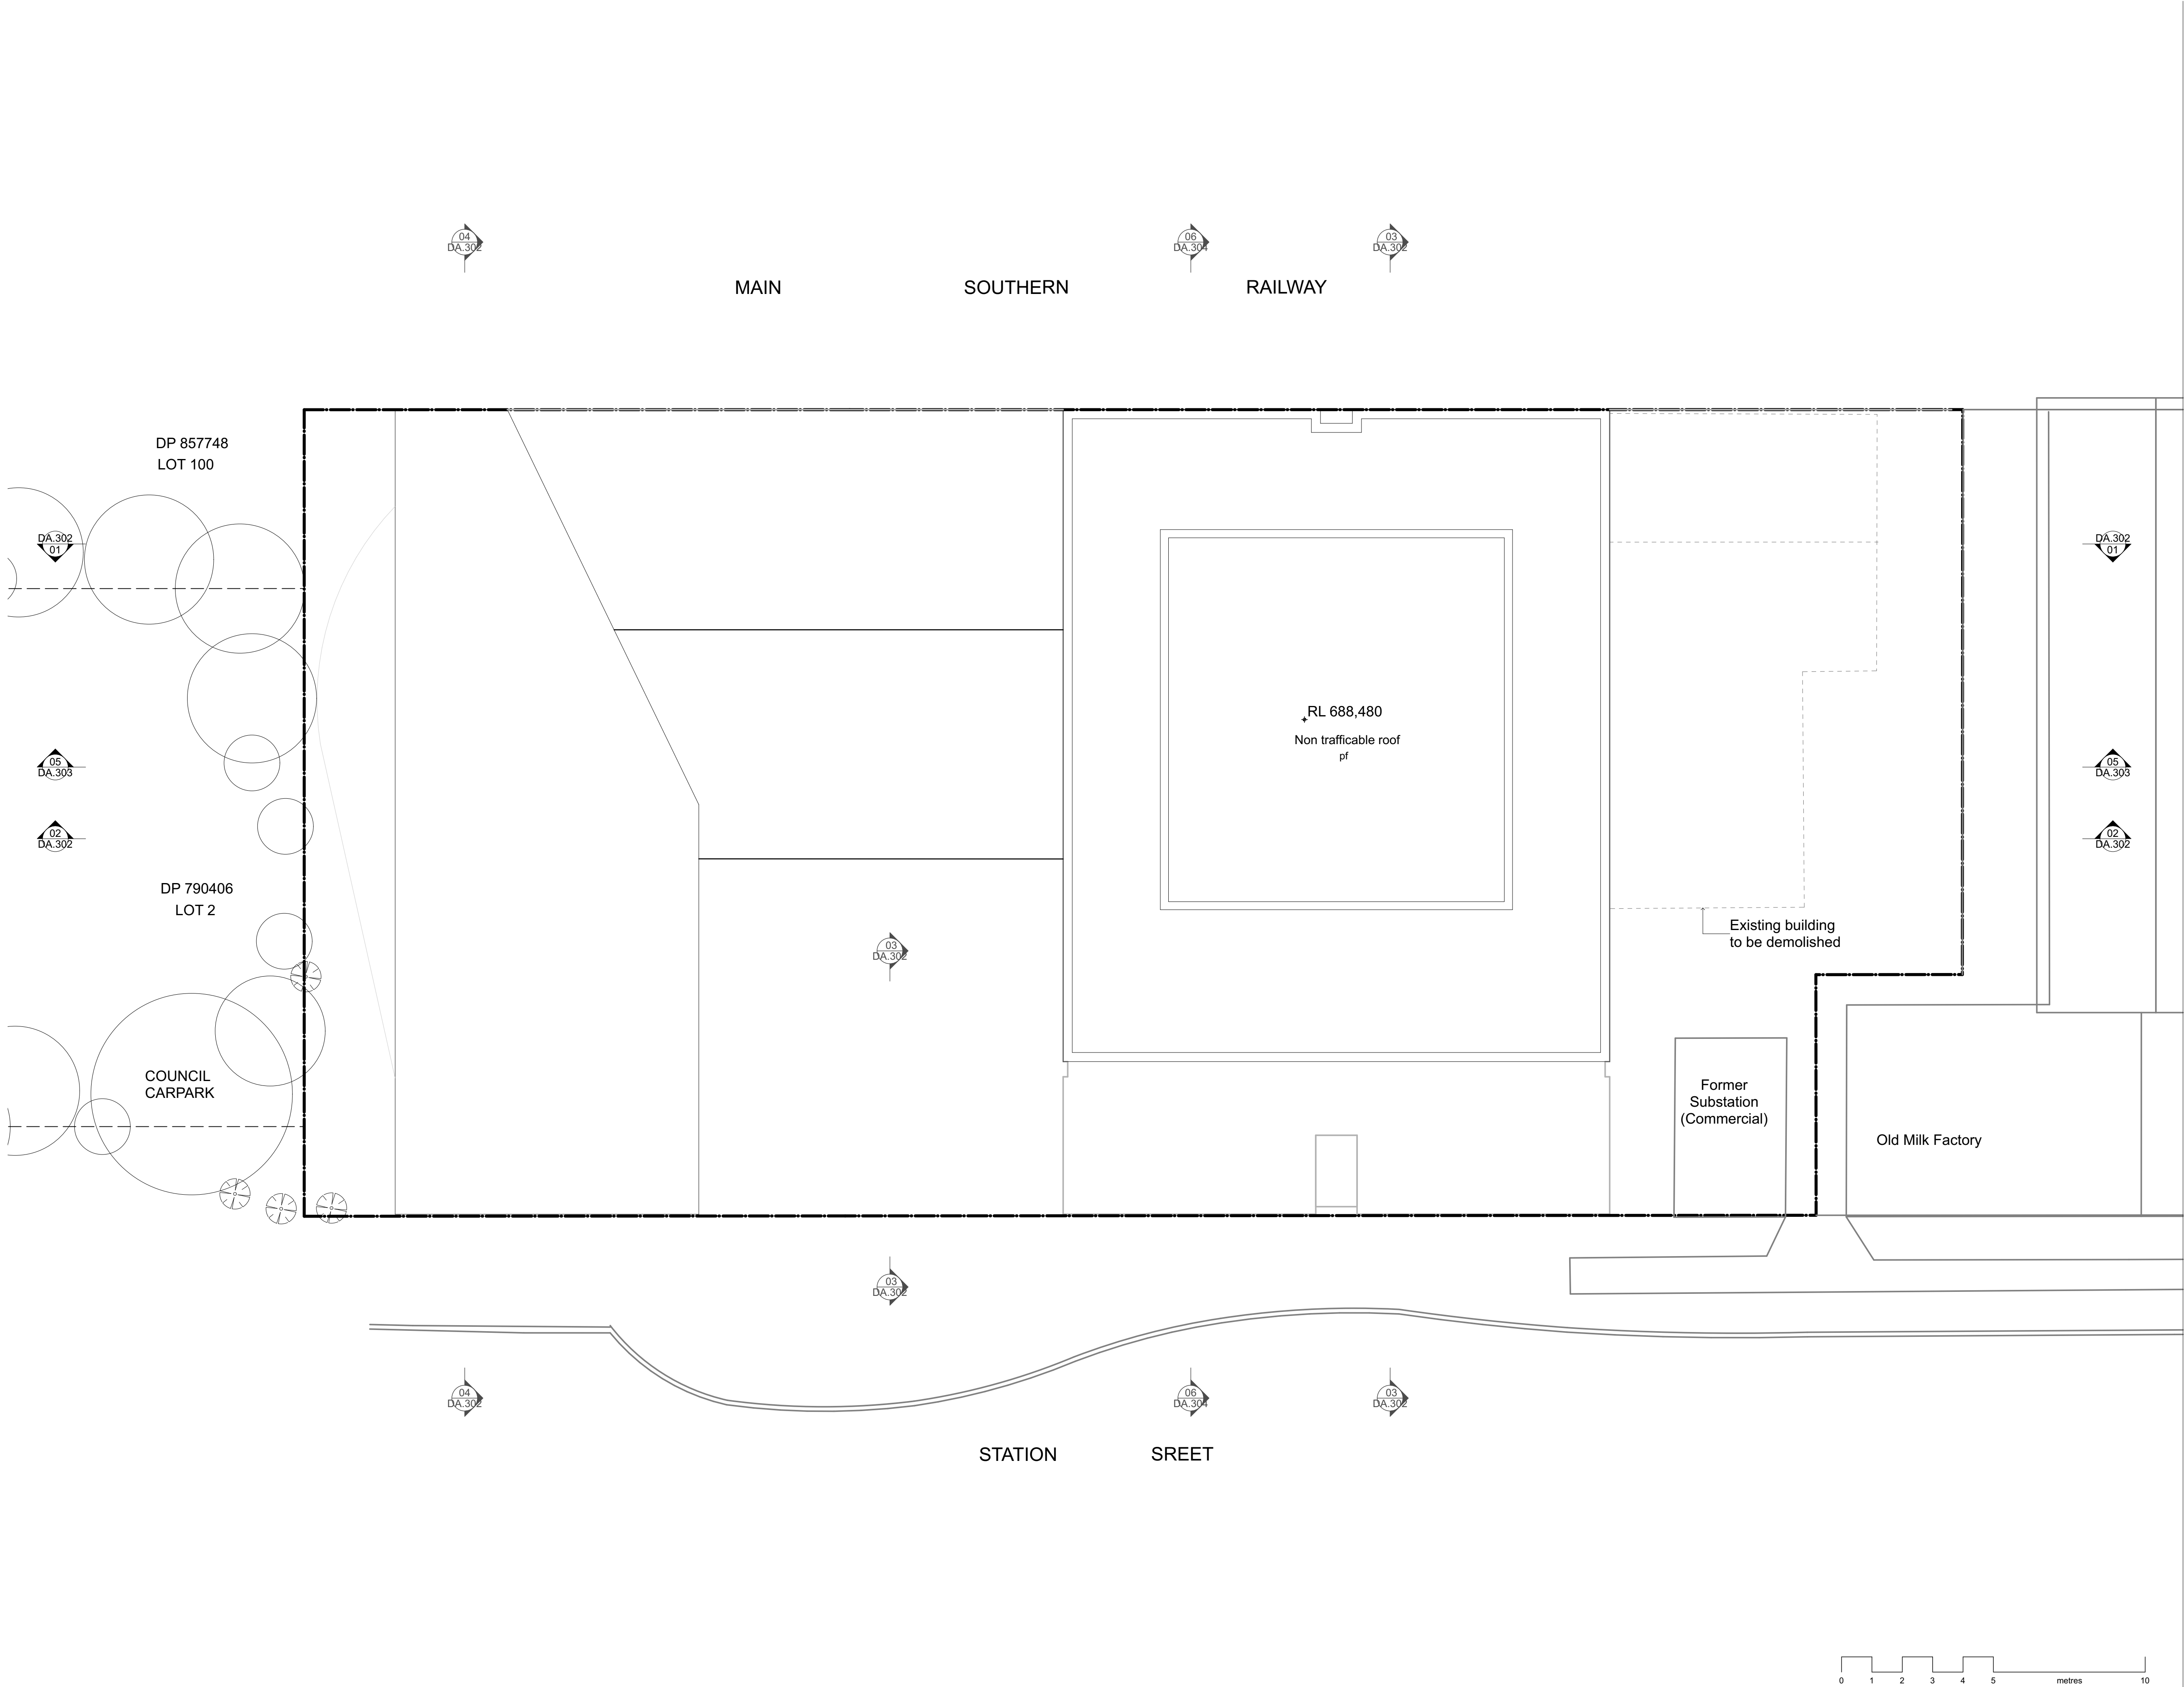 04
DA.302
06
DA.304
03
DA.302
MAIN SOUTHERN RAILWAY
DP 857748
LOT 100
DA.302
01
DA.302
01
RL 688,480
Non trafficable roof
pf
05
DA.303
05
DA.303
02
DA.302
02
DA.302
DP 790406
LOT 2
Existing building
to be demolished
03
DA.302
COUNCIL
CARPARK
Former
Substation
(Commercial)
Old Milk Factory
03
DA.302
04
DA.302
06
DA.304
03
DA.302
STATION SREET
0 1 2 3 4 5 metres 10